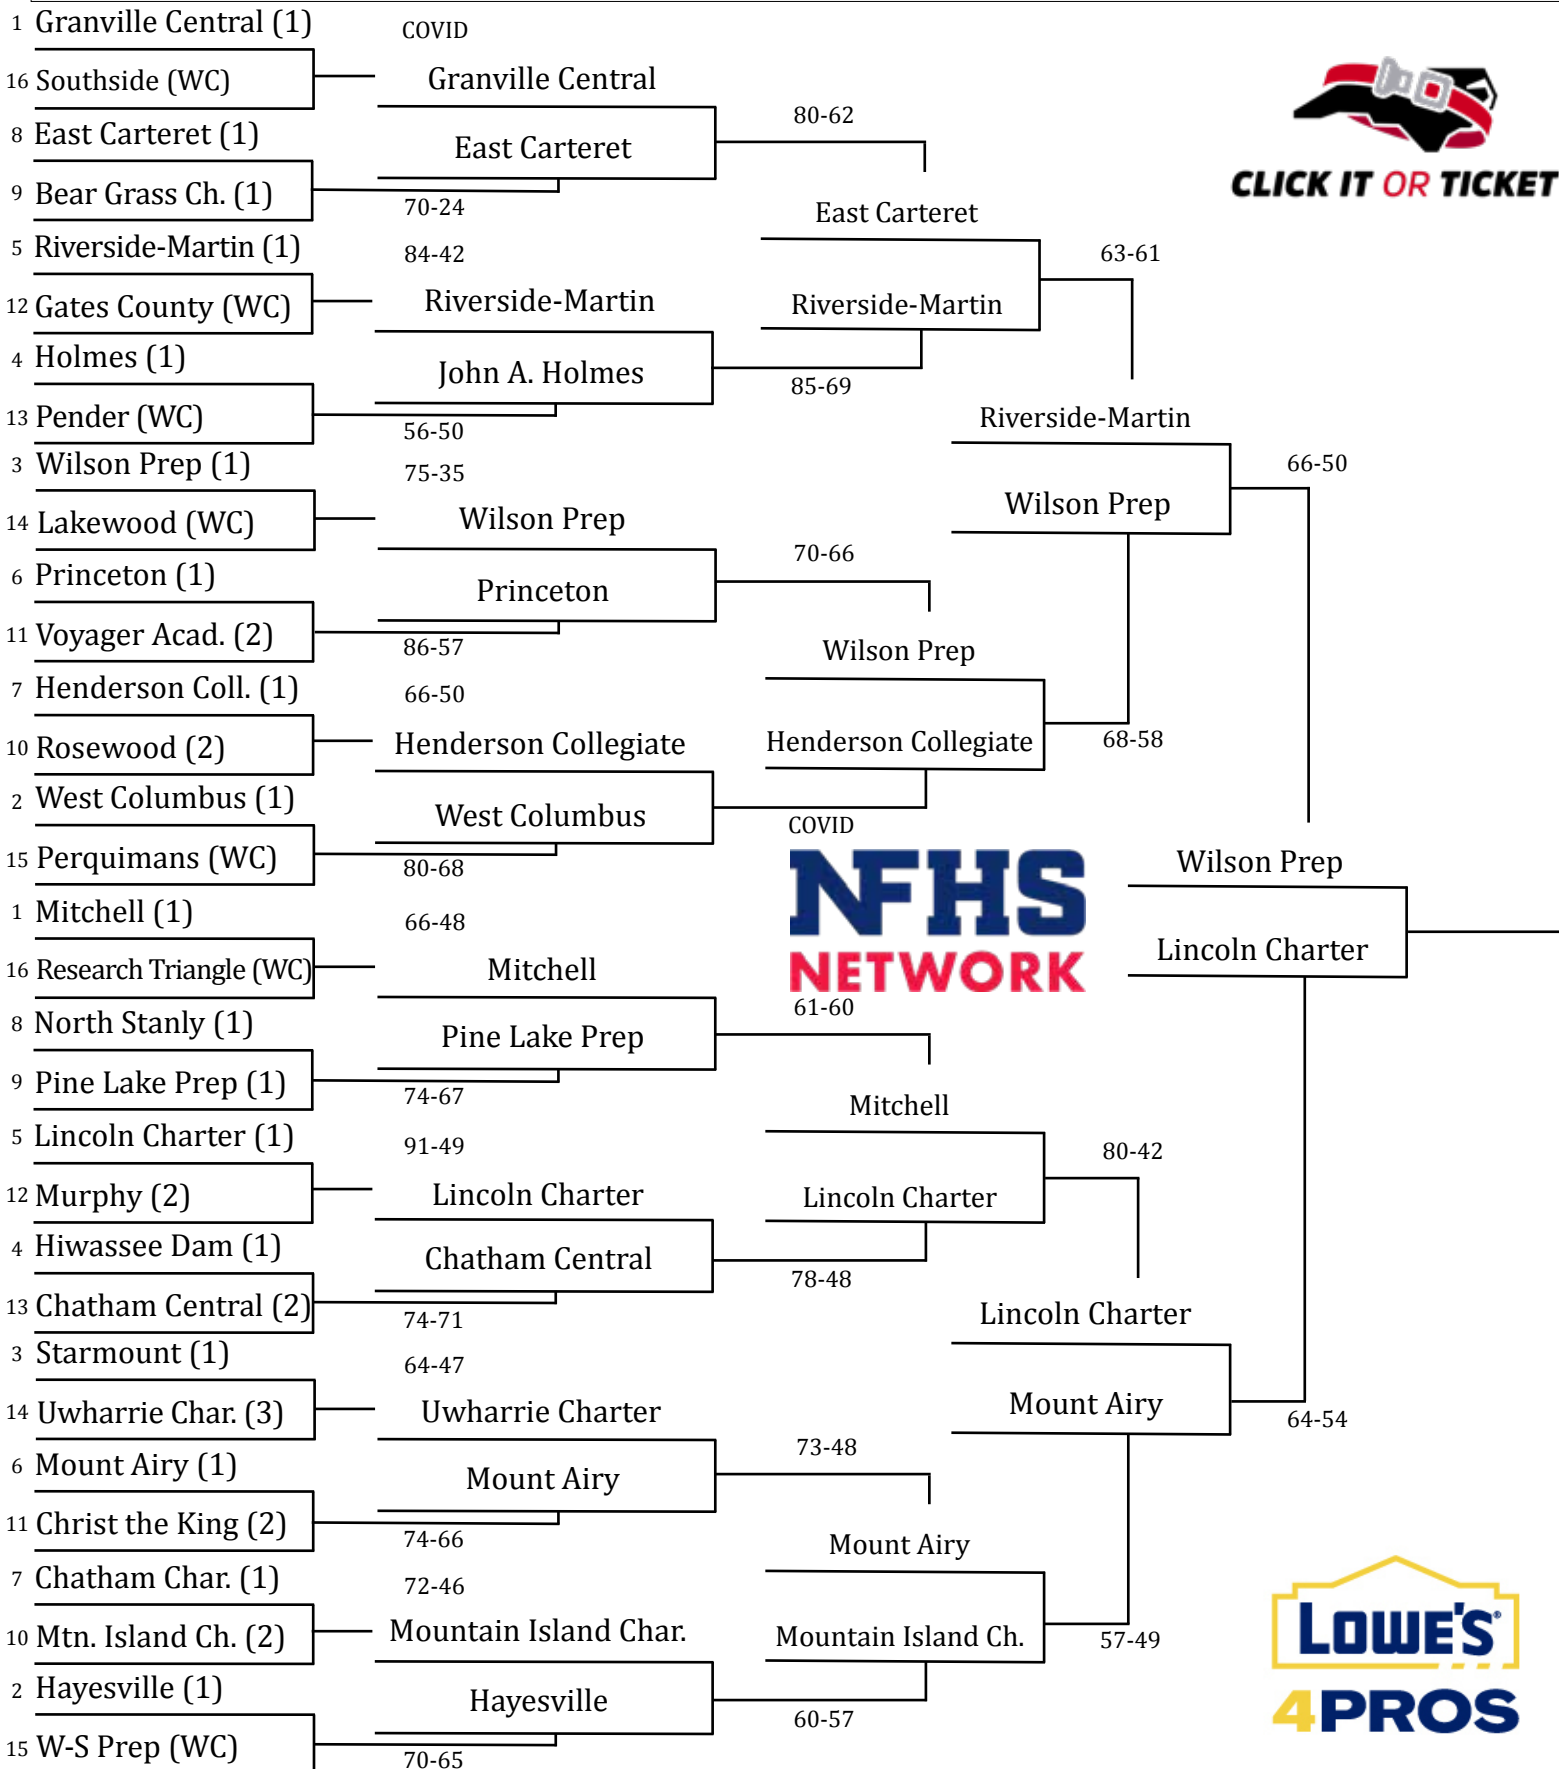 1 Granville Central (1)
COVID
16 Southside (WC)
Granville Central
80-62
8 East Carteret (1)
East Carteret
9 Bear Grass Ch. (1)
70-24
CLICK IT OR TICKET
East Carteret
5 Riverside-Martin (1)
84-42
63-61
12 Gates County (WC)
Riverside-Martin
Riverside-Martin
4 Holmes (1)
John A. Holmes
85-69
13 Pender (WC)
56-50
Riverside-Martin
3 Wilson Prep (1)
75-35
66-50
14 Lakewood (WC)
Wilson Prep
Wilson Prep
70-66
6 Princeton (1)
Princeton
11 Voyager Acad. (2)
86-57
Wilson Prep
7 Henderson Coll. (1)
66-50
10 Rosewood (2)
Henderson Collegiate
Henderson Collegiate
68-58
2 West Columbus (1)
West Columbus
COVID
15 Perquimans (WC)
80-68
Wilson Prep
NFHS
NETWORK
1 Mitchell (1)
66-48
Lincoln Charter
16 Research Triangle (WC)
Mitchell
61-60
8 North Stanly (1)
Pine Lake Prep
9 Pine Lake Prep (1)
74-67
Mitchell
5 Lincoln Charter (1)
91-49
80-42
12 Murphy (2)
Lincoln Charter
Lincoln Charter
4 Hiwassee Dam (1)
Chatham Central
78-48
13 Chatham Central (2)
74-71
Lincoln Charter
3 Starmount (1)
64-47
14 Uwharrie Char. (3)
Uwharrie Charter
Mount Airy
64-54
73-48
6 Mount Airy (1)
Mount Airy
11 Christ the King (2)
74-66
Mount Airy
7 Chatham Char. (1)
72-46
10 Mtn. Island Ch. (2)
Mountain Island Char.
Mountain Island Ch.
57-49
LOWE'S®
4PROS
2 Hayesville (1)
Hayesville
60-57
15 W-S Prep (WC)
70-65